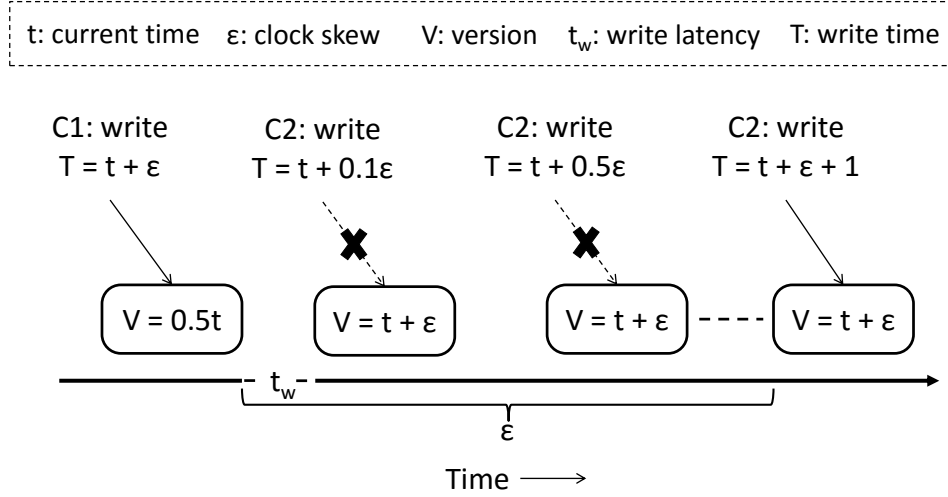 t: current time ε: clock skew V: version t_w: write latency T: write time
C1: write C2: write C2: write C2: write
T = t + ε T = t + 0.1ε T = t + 0.5ε T = t + ε + 1
V = 0.5t V = t + ε V = t + ε V = t + ε
t_w
ε
Time